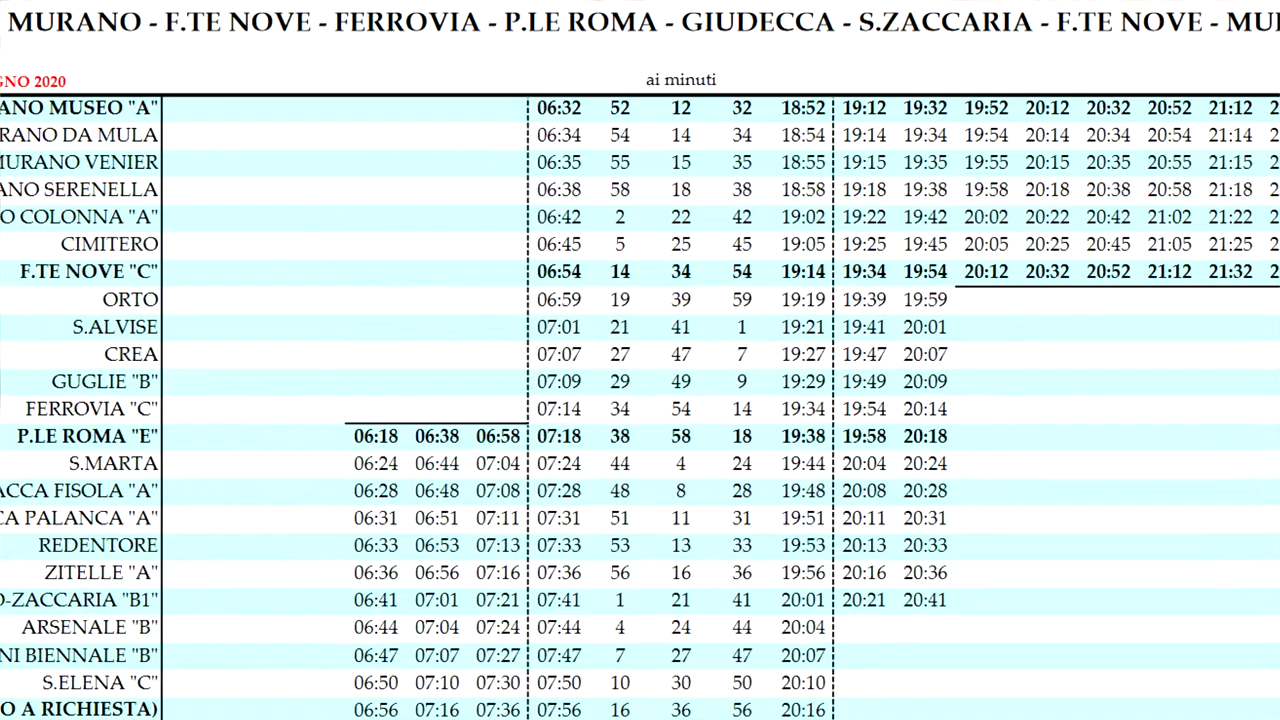 MURANO - F.TE NOVE - FERROVIA - P.LE ROMA - GIUDECCA - S.ZACCARIA - F.TE NOVE - MU
GNO 2020 ai minuti
ANO MUSEO "A" 06:32 52 12 32 18:52 19:12 19:32 19:52 20:12 20:32 20:52 21:12 2
RANO DA MULA 06:34 54 14 34 18:54 19:14 19:34 19:54 20:14 20:34 20:54 21:14 2
MURANO VENIER 06:35 55 15 35 18:55 19:15 19:35 19:55 20:15 20:35 20:55 21:15 2
ANO SERENELLA 06:38 58 18 38 18:58 19:18 19:38 19:58 20:18 20:38 20:58 21:18 2
O COLONNA "A" 06:42 2 22 42 19:02 19:22 19:42 20:02 20:22 20:42 21:02 21:22 2
CIMITERO 06:45 5 25 45 19:05 19:25 19:45 20:05 20:25 20:45 21:05 21:25 2
F.TE NOVE "C" 06:54 14 34 54 19:14 19:34 19:54 20:12 20:32 20:52 21:12 21:32 2
ORTO 06:59 19 39 59 19:19 19:39 19:59
S.ALVISE 07:01 21 41 1 19:21 19:41 20:01
CREA 07:07 27 47 7 19:27 19:47 20:07
GUGLIE "B" 07:09 29 49 9 19:29 19:49 20:09
FERROVIA "C" 07:14 34 54 14 19:34 19:54 20:14
P.LE ROMA "E" 06:18 06:38 06:58 07:18 38 58 18 19:38 19:58 20:18
S.MARTA 06:24 06:44 07:04 07:24 44 4 24 19:44 20:04 20:24
ACCA FISOLA "A" 06:28 06:48 07:08 07:28 48 8 28 19:48 20:08 20:28
CA PALANCA "A" 06:31 06:51 07:11 07:31 51 11 31 19:51 20:11 20:31
REDENTORE 06:33 06:53 07:13 07:33 53 13 33 19:53 20:13 20:33
ZITELLE "A" 06:36 06:56 07:16 07:36 56 16 36 19:56 20:16 20:36
O-ZACCARIA "B1" 06:41 07:01 07:21 07:41 1 21 41 20:01 20:21 20:41
ARSENALE "B" 06:44 07:04 07:24 07:44 4 24 44 20:04
NI BIENNALE "B" 06:47 07:07 07:27 07:47 7 27 47 20:07
S.ELENA "C" 06:50 07:10 07:30 07:50 10 30 50 20:10
O A RICHIESTA) 06:56 07:16 07:36 07:56 16 36 56 20:16